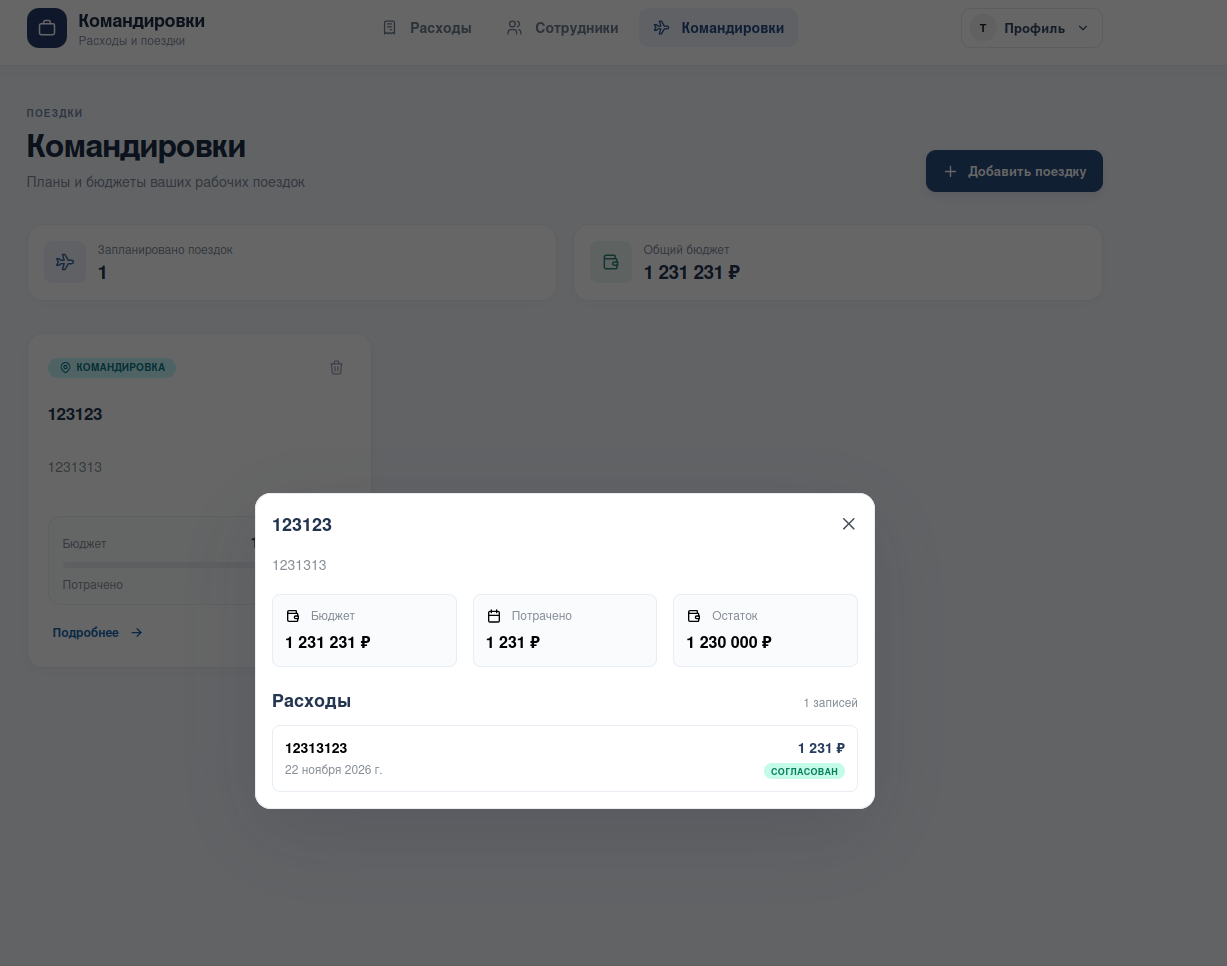 Командировки
Расходы и поездки
Расходы
Сотрудники
Командировки
Т
Профиль
ПОЕЗДКИ
Командировки
Планы и бюджеты ваших рабочих поездок
Добавить поездку
Запланировано поездок
1
Общий бюджет
1 231 231 ₽
КОМАНДИРОВКА
123123
1231313
Бюджет
1
Потрачено
Подробнее
123123
1231313
Бюджет
1 231 231 ₽
Потрачено
1 231 ₽
Остаток
1 230 000 ₽
Расходы
1 записей
12313123
1 231 ₽
22 ноября 2026 г.
СОГЛАСОВАН